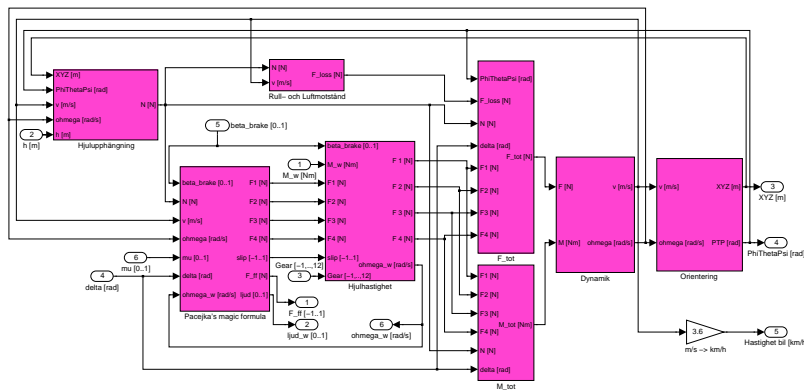 XYZ [m]
PhiThetaPsi [rad]
v [m/s]
ohmega [rad/s]
h [m]
N [N]
Hjulupphängning
2
h [m]
N [N]
v [m/s]
F_loss [N]
Rull- och Luftmotstånd
5
beta_brake [0..1]
1
M_w [Nm]
beta_brake [0..1]
N [N]
v [m/s]
ohmega [rad/s]
mu [0..1]
delta [rad]
ohmega_w [rad/s]
F1 [N]
F2 [N]
F3 [N]
F4 [N]
slip [-1..1]
F_ff [N]
ljud [0..1]
Pacejka's magic formula
6
mu [0..1]
4
delta [rad]
beta_brake [0..1]
M_w [Nm]
F1 [N]
F2 [N]
F3 [N]
F4 [N]
slip [-1..1]
Gear [-1,..,12]
F 1 [N]
F 2 [N]
F 3 [N]
F 4 [N]
ohmega_w [rad/s]
Hjulhastighet
Gear [-1,..,12]
3
1
F_ff [-1..1]
2
ljud_w [0..1]
6
ohmega_w [rad/s]
PhiThetaPsi [rad]
F_loss [N]
N [N]
delta [rad]
F1 [N]
F2 [N]
F3 [N]
F4 [N]
F_tot [N]
F_tot
F1 [N]
F2 [N]
F3 [N]
F4 [N]
N [N]
delta [rad]
M_tot [Nm]
M_tot
F [N]
M [Nm]
v [m/s]
ohmega [rad/s]
Dynamik
v [m/s]
ohmega [rad/s]
XYZ [m]
PTP [rad]
Orientering
3
XYZ [m]
4
PhiThetaPsi [rad]
3.6
m/s -> km/h
5
Hastighet bil [km/h